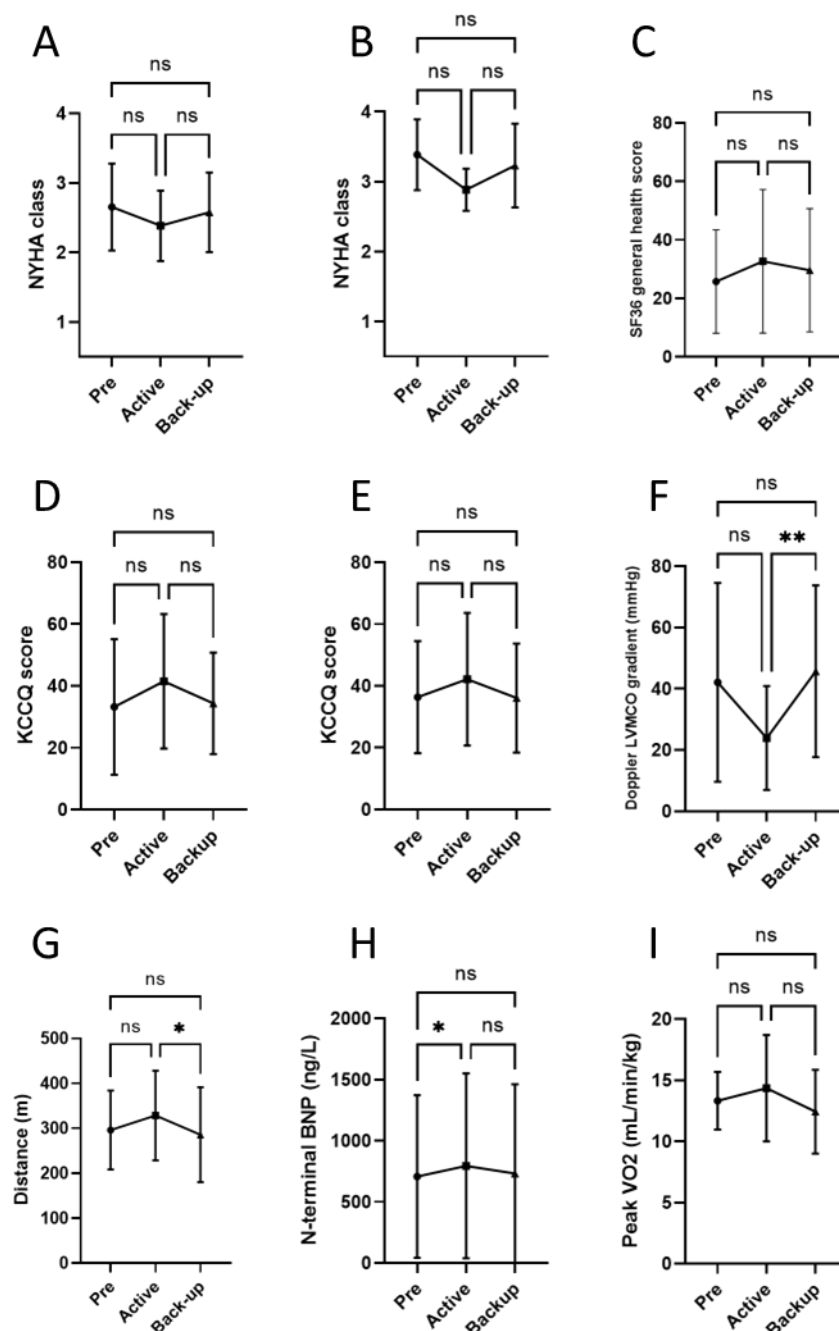 A
ns
ns
ns
NYHA class
4
3
2
1
Pre
Active
Back-up
B
ns
ns
ns
NYHA class
4
3
2
1
Pre
Active
Back-up
C
ns
ns
ns
SF36 general health score
80
60
40
20
0
Pre
Active
Back-up
D
ns
ns
ns
KCCQ score
80
60
40
20
0
Pre
Active
Backup
E
ns
ns
ns
KCCQ score
80
60
40
20
0
Pre
Active
Backup
F
ns
ns
**
Doppler LVMCO gradient (mmHg)
80
60
40
20
0
Pre
Active
Back-up
G
ns
ns
*
Distance (m)
500
400
300
200
100
0
Pre
Active
Back-up
H
ns
*
ns
N-terminal BNP (ng/L)
2000
1500
1000
500
0
Pre
Active
Back-up
I
ns
ns
ns
Peak VO2 (mL/min/kg)
20
15
10
5
0
Pre
Active
Backup